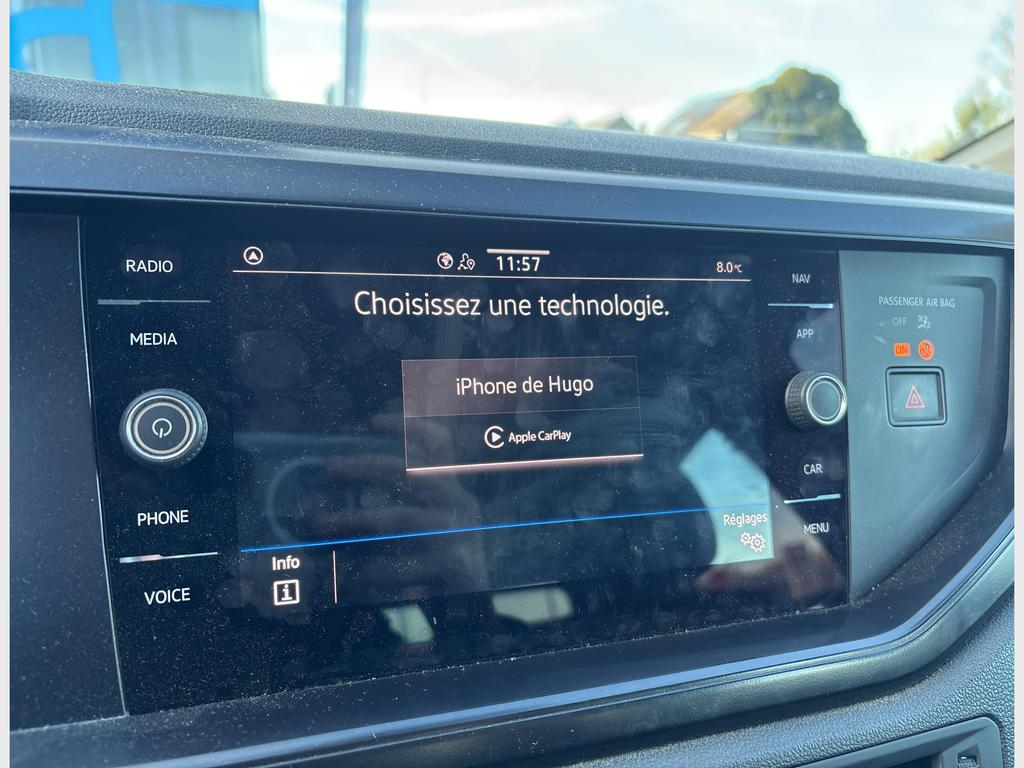 RADIO
MEDIA
PHONE
VOICE
11:57
8.0°C
Choisissez une technologie.
iPhone de Hugo
Apple CarPlay
Réglages
Info
i
NAV
APP
CAR
MENU
PASSENGER AIR BAG
OFF
ON